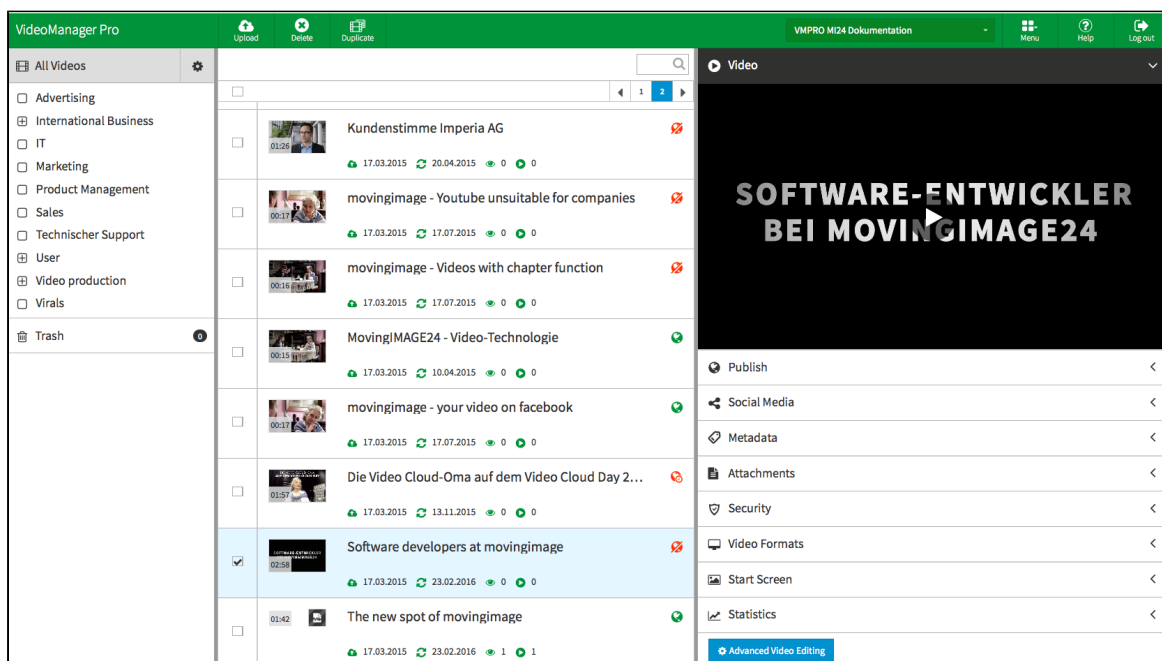 VideoManager Pro
Upload
Delete
Duplicate
VMPRO MI24 Dokumentation
Menu
Help
Log out
All Videos
Advertising
International Business
IT
Marketing
Product Management
Sales
Technischer Support
User
Video production
Virals
Trash
0
1 2
01:26
Kundenstimme Imperia AG
17.03.2015 20.04.2015 0 0
00:17
movingimage - Youtube unsuitable for companies
17.03.2015 17.07.2015 0 0
00:16
movingimage - Videos with chapter function
17.03.2015 17.07.2015 0 0
00:15
MovingIMAGE24 - Video-Technologie
17.03.2015 10.04.2015 0 0
00:17
movingimage - your video on facebook
17.03.2015 17.07.2015 0 0
01:57
Die Video Cloud-Oma auf dem Video Cloud Day 2...
17.03.2015 13.11.2015 0 0
02:58
Software developers at movingimage
17.03.2015 23.02.2016 0 0
01:42
The new spot of movingimage
17.03.2015 23.02.2016 1 1
Video
SOFTWARE-ENTWICKLER
BEI MOVINGIMAGE24
Publish
Social Media
Metadata
Attachments
Security
Video Formats
Start Screen
Statistics
Advanced Video Editing